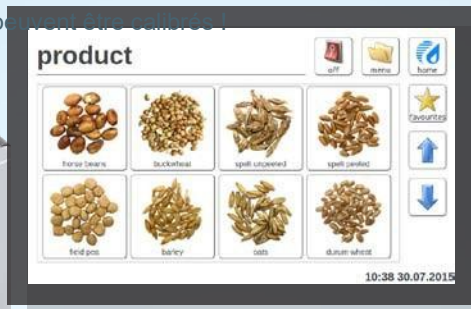 peuvent être calibrés !
product
off
menu
home
favourites
horse beans
buckwheat
spelt unpeeled
spelt peeled
field pea
barley
oats
durum wheat
10:38 30.07.2015